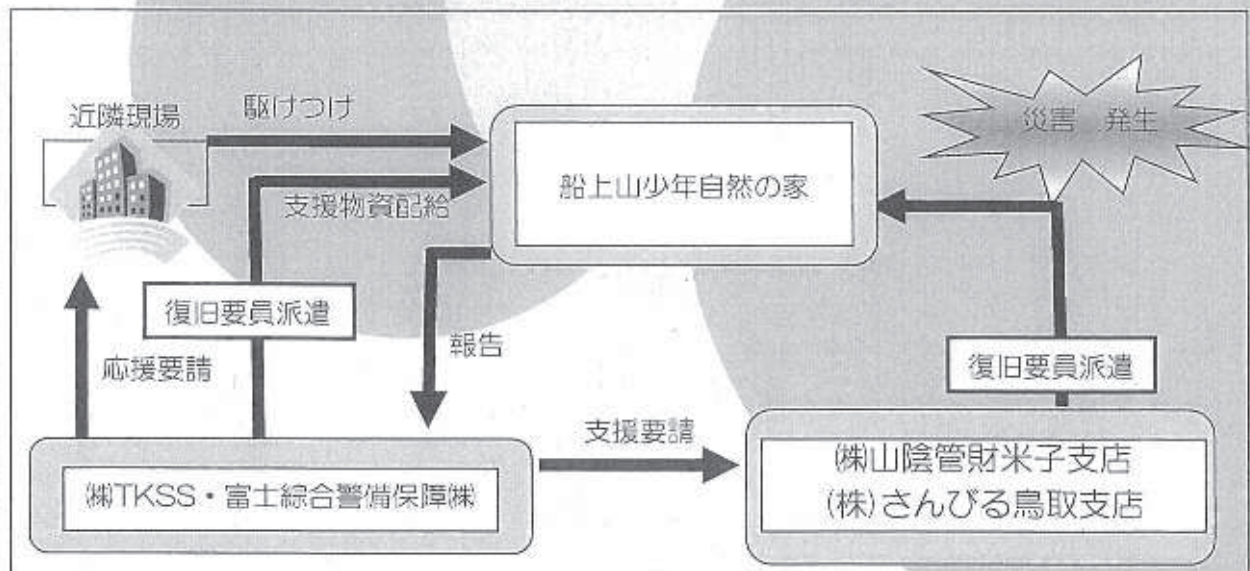 近隣現場
駆けつけ
災害 発生
船上山少年自然の家
支援物資配給
復旧要員派遣
報告
応援要請
復旧要員派遣
支援要請
㈱TKSS・富士綜合警備保障㈱
㈱山陰管財米子支店
(株)さんびる鳥取支店